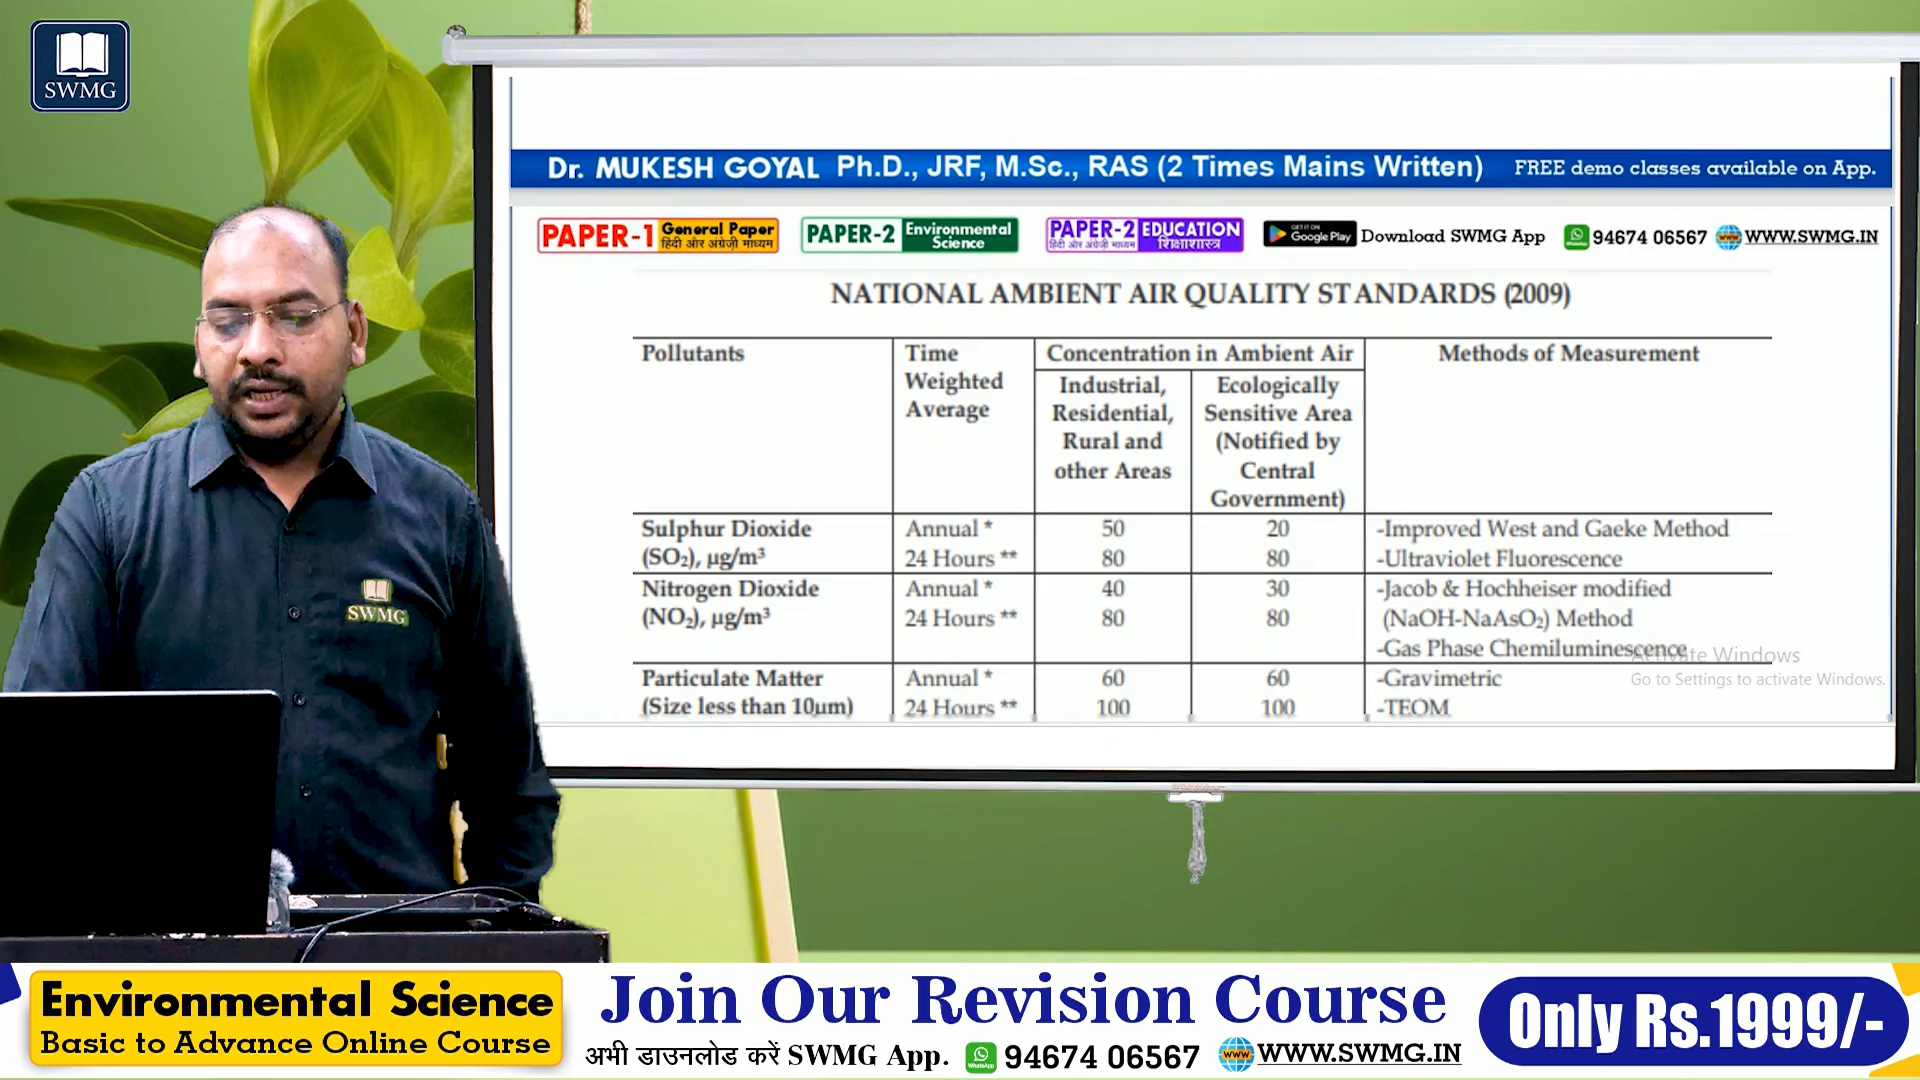 SWMG
Dr. MUKESH GOYAL Ph.D., JRF, M.Sc., RAS (2 Times Mains Written) FREE demo classes available on App.
PAPER-1 General Paper हिंदी और अंग्रेज़ी माध्यम PAPER-2 Environmental Science PAPER-2 हिंदी और अंग्रेजी माध्यम EDUCATION शिक्षाशास्त्र GET IT ON Google Play Download SWMG App 94674 06567 www WWW.SWMG.IN
NATIONAL AMBIENT AIR QUALITY STANDARDS (2009)
Pollutants
Time
Weighted
Average
Concentration in Ambient Air
Industrial,
Residential,
Rural and
other Areas
Ecologically
Sensitive Area
(Notified by
Central
Government)
Methods of Measurement
Sulphur Dioxide Annual * 50 20 -Improved West and Gaeke Method
(SO₂), µg/m³ 24 Hours ** 80 80 -Ultraviolet Fluorescence
Nitrogen Dioxide Annual * 40 30 -Jacob & Hochheiser modified
(NO₂), µg/m³ 24 Hours ** 80 80 (NaOH-NaAsO₂) Method
-Gas Phase Chemiluminescence
Activate Windows
Particulate Matter Annual * 60 60 -Gravimetric
Go to Settings to activate Windows.
(Size less than 10µm) 24 Hours ** 100 100 -TEOM
SWMG
Environmental Science
Basic to Advance Online Course
Join Our Revision Course
अभी डाउनलोड करें SWMG App. WhatsApp 94674 06567 www WWW.SWMG.IN
Only Rs.1999/-